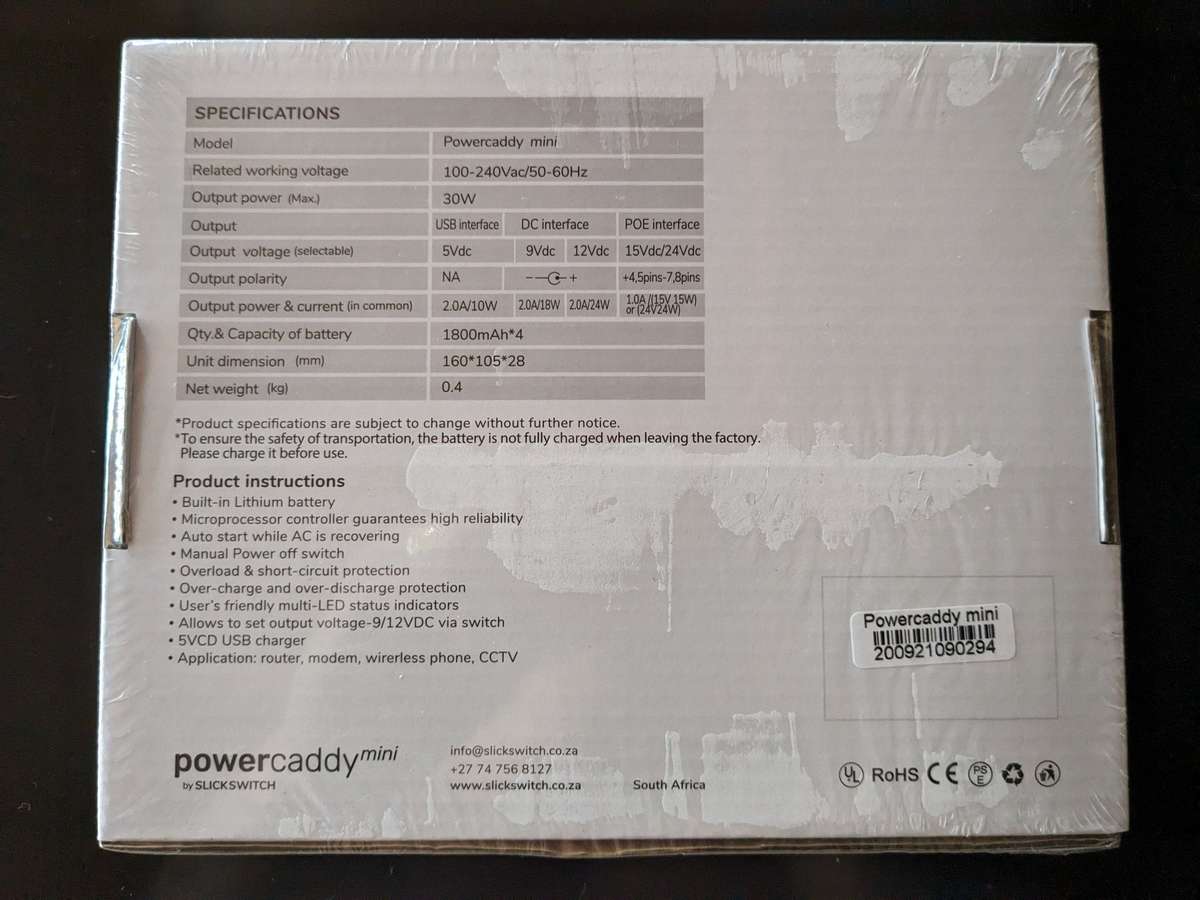 SPECIFICATIONS
Model Powercaddy mini
Related working voltage 100-240Vac/50-60Hz
Output power (Max.) 30W
Output USB interface DC interface POE interface
Output voltage (selectable) 5Vdc 9Vdc 12Vdc 15Vdc/24Vdc
Output polarity NA - + +4,5pins-7,8pins
Output power & current (in common) 2.0A/10W 2.0A/18W 2.0A/24W 1.0A /(15V 15W)
or (24V24W)
Qty.& Capacity of battery 1800mAh*4
Unit dimension (mm) 160*105*28
Net weight (kg) 0.4
*Product specifications are subject to change without further notice.
*To ensure the safety of transportation, the battery is not fully charged when leaving the factory.
Please charge it before use.
Product instructions
• Built-in Lithium battery
• Microprocessor controller guarantees high reliability
• Auto start while AC is recovering
• Manual Power off switch
• Overload & short-circuit protection
• Over-charge and over-discharge protection
• User's friendly multi-LED status indicators
• Allows to set output voltage-9/12VDC via switch
• 5VCD USB charger
• Application: router, modem, wirerless phone, CCTV
Powercaddy mini
200921090294
powercaddy mini
by SLICKSWITCH
info@slickswitch.co.za
+27 74 756 8127
www.slickswitch.co.za South Africa
UL RoHS CE PSE